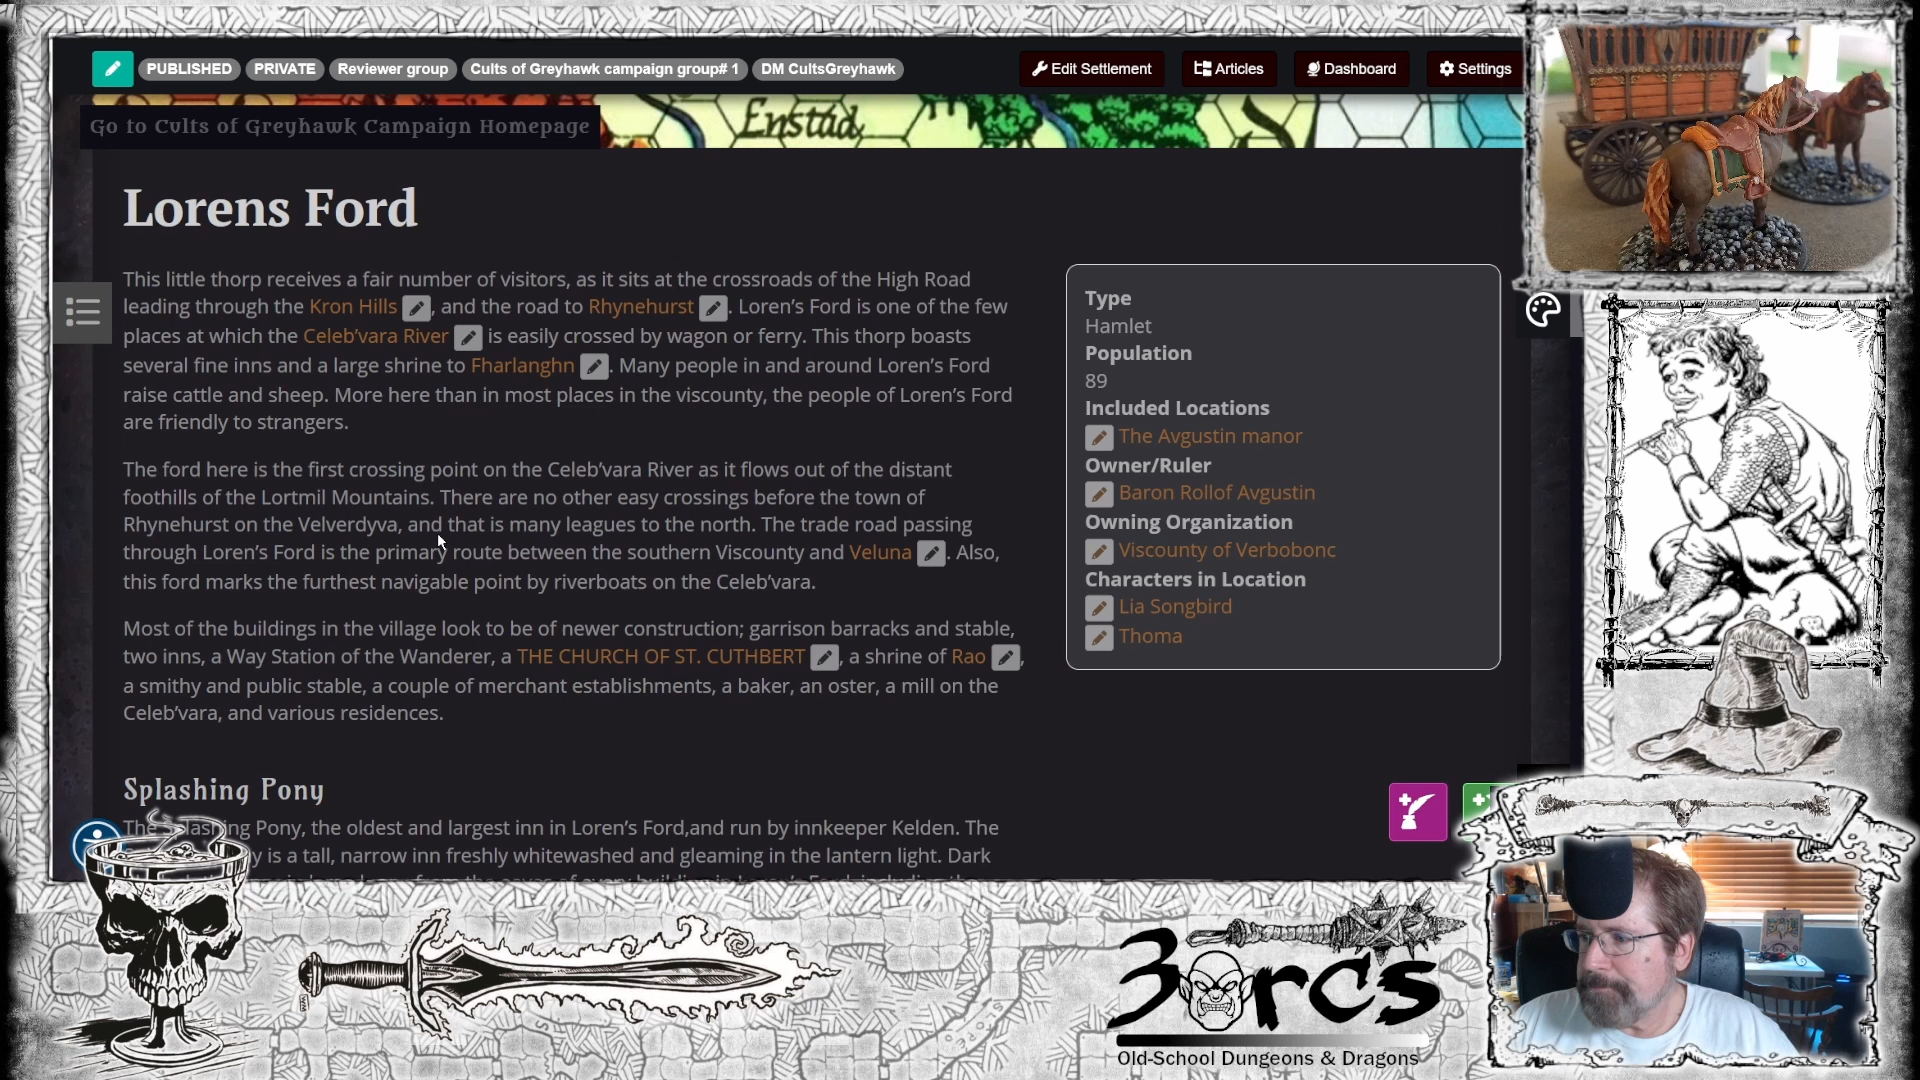 PUBLISHED PRIVATE Reviewer group Cults of Greyhawk campaign group# 1 DM CultsGreyhawk
Edit Settlement Articles Dashboard Settings
Go to Cults of Greyhawk Campaign Homepage
Enstad
Lorens Ford
This little thorp receives a fair number of visitors, as it sits at the crossroads of the High Road
leading through the Kron Hills, and the road to Rhynehurst. Loren’s Ford is one of the few
places at which the Celeb’vara River is easily crossed by wagon or ferry. This thorp boasts
several fine inns and a large shrine to Fharlanghn. Many people in and around Loren’s Ford
raise cattle and sheep. More here than in most places in the viscounty, the people of Loren’s Ford
are friendly to strangers.
The ford here is the first crossing point on the Celeb’vara River as it flows out of the distant
foothills of the Lortmil Mountains. There are no other easy crossings before the town of
Rhynehurst on the Velverdyva, and that is many leagues to the north. The trade road passing
through Loren’s Ford is the primary route between the southern Viscounty and Veluna. Also,
this ford marks the furthest navigable point by riverboats on the Celeb’vara.
Most of the buildings in the village look to be of newer construction; garrison barracks and stable,
two inns, a Way Station of the Wanderer, a THE CHURCH OF ST. CUTHBERT, a shrine of Rao,
a smithy and public stable, a couple of merchant establishments, a baker, an oster, a mill on the
Celeb’vara, and various residences.
Type
Hamlet
Population
89
Included Locations
The Avgustin manor
Owner/Ruler
Baron Rollof Avgustin
Owning Organization
Viscounty of Verbobonc
Characters in Location
Lia Songbird
Thoma
Splashing Pony
The Splashing Pony, the oldest and largest inn in Loren’s Ford,and run by innkeeper Kelden. The
y is a tall, narrow inn freshly whitewashed and gleaming in the lantern light. Dark
3 orcs
Old-School Dungeons & Dragons